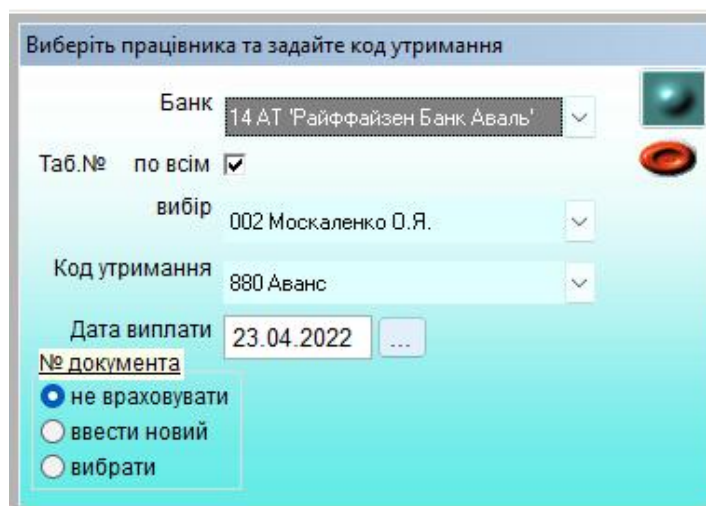 Виберіть працівника та задайте код утримання
Банк 14 АТ 'Райффайзен Банк Аваль'
Таб.№ по всім
вибір 002 Москаленко О.Я.
Код утримання 880 Аванс
Дата виплати 23.04.2022 ...
№ документа
не враховувати
ввести новий
вибрати